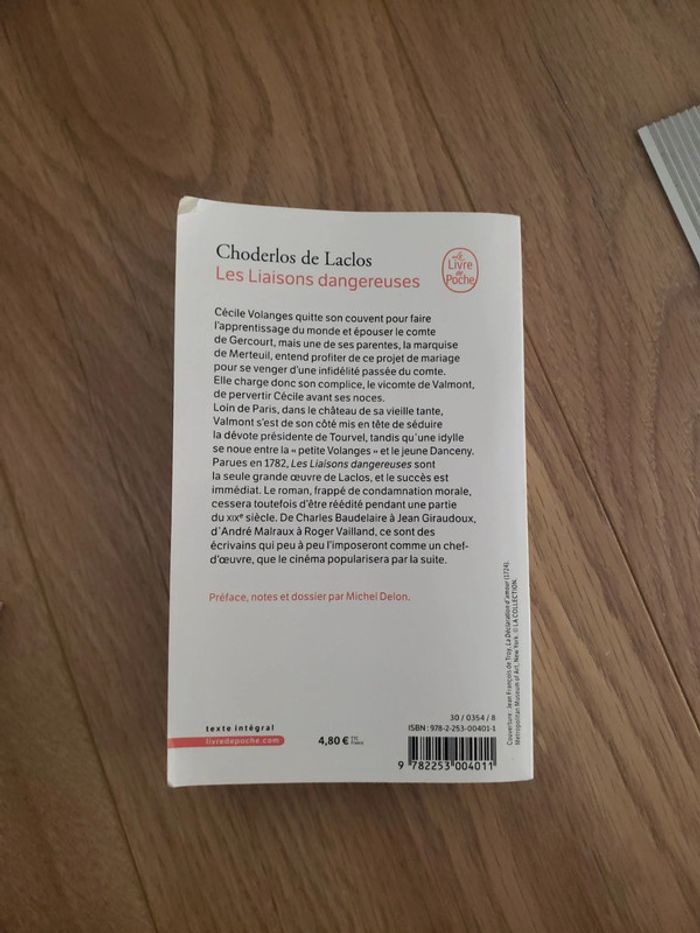 Choderlos de Laclos
Les Liaisons dangereuses
Le
Livre
de
Poche
Cécile Volanges quitte son couvent pour faire
l'apprentissage du monde et épouser le comte
de Gercourt, mais une de ses parentes, la marquise
de Merteuil, entend profiter de ce projet de mariage
pour se venger d'une infidélité passée du comte.
Elle charge donc son complice, le vicomte de Valmont,
de pervertir Cécile avant ses noces.
Loin de Paris, dans le château de sa vieille tante,
Valmont s'est de son côté mis en tête de séduire
la dévote présidente de Tourvel, tandis qu'une idylle
se noue entre la « petite Volanges » et le jeune Danceny.
Parues en 1782, Les Liaisons dangereuses sont
la seule grande œuvre de Laclos, et le succès est
immédiat. Le roman, frappé de condamnation morale,
cessera toutefois d'être réédité pendant une partie
du XIXe siècle. De Charles Baudelaire à Jean Giraudoux,
d'André Malraux à Roger Vailland, ce sont des
écrivains qui peu à peu l'imposeront comme un chef-
d'œuvre, que le cinéma popularisera par la suite.
Préface, notes et dossier par Michel Delon.
Couverture : Jean François de Troy, La Déclaration d'amour (1724).
Metropolitan Museum of Art, New York. © LA COLLECTION.
texte intégral
livredepoche.com
4,80 € TTC
France
30 / 0354 / 8
ISBN : 978-2-253-00401-1
9 782253 004011